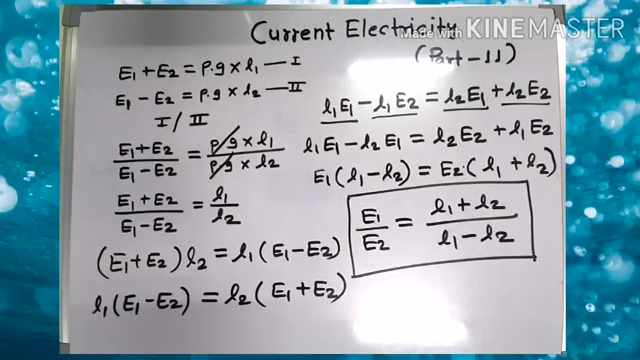 Current Electricity
Made with KINEMASTER
(Part-11)
E₁+E₂ = P.g × l₁ — I
E₁ − E₂ = P.g × l₂ — II
I / II
E₁+E₂ / E₁−E₂ = P g × l₁ / P g × l₂
E₁+E₂ / E₁−E₂ = l₁ / l₂
(E₁+E₂) l₂ = l₁ (E₁−E₂)
l₁ (E₁−E₂) = l₂ (E₁+E₂)
l₁E₁ − l₁E₂ = l₂E₁ + l₂E₂
l₁E₁ − l₂E₁ = l₂E₂ + l₁E₂
E₁(l₁−l₂) = E₂.(l₁+l₂)
E₁ / E₂ = l₁+l₂ / l₁−l₂